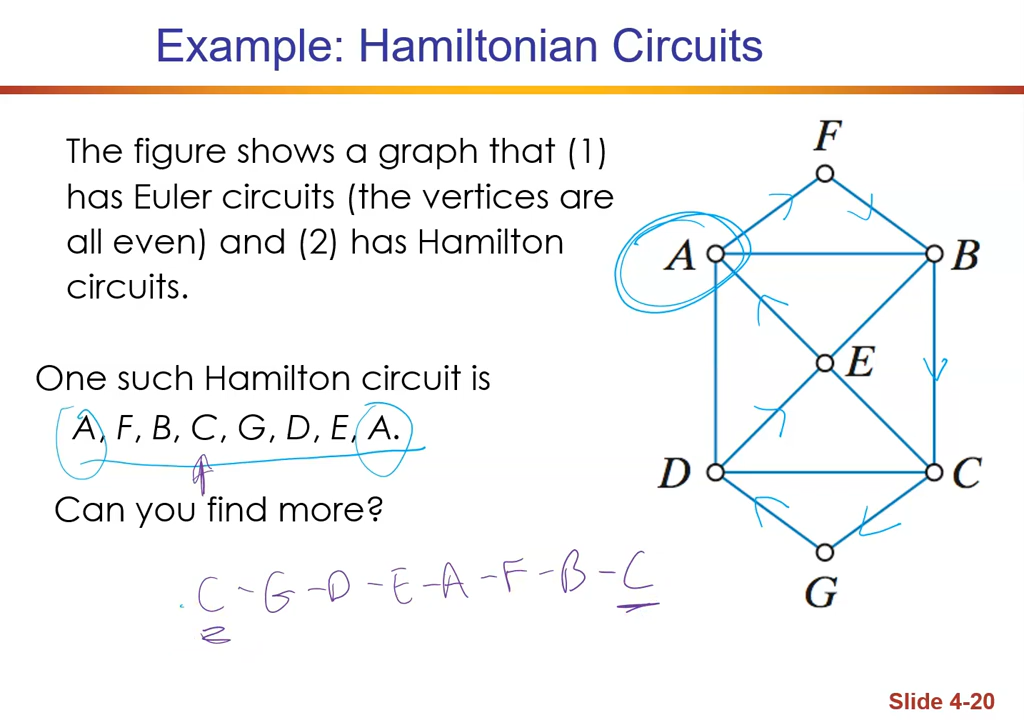 Example: Hamiltonian Circuits
The figure shows a graph that (1)
has Euler circuits (the vertices are
all even) and (2) has Hamilton
circuits.
One such Hamilton circuit is
A, F, B, C, G, D, E, A.
Can you find more?
C - G - D - E - A - F - B - C
F
A
B
E
D
C
G
Slide 4-20